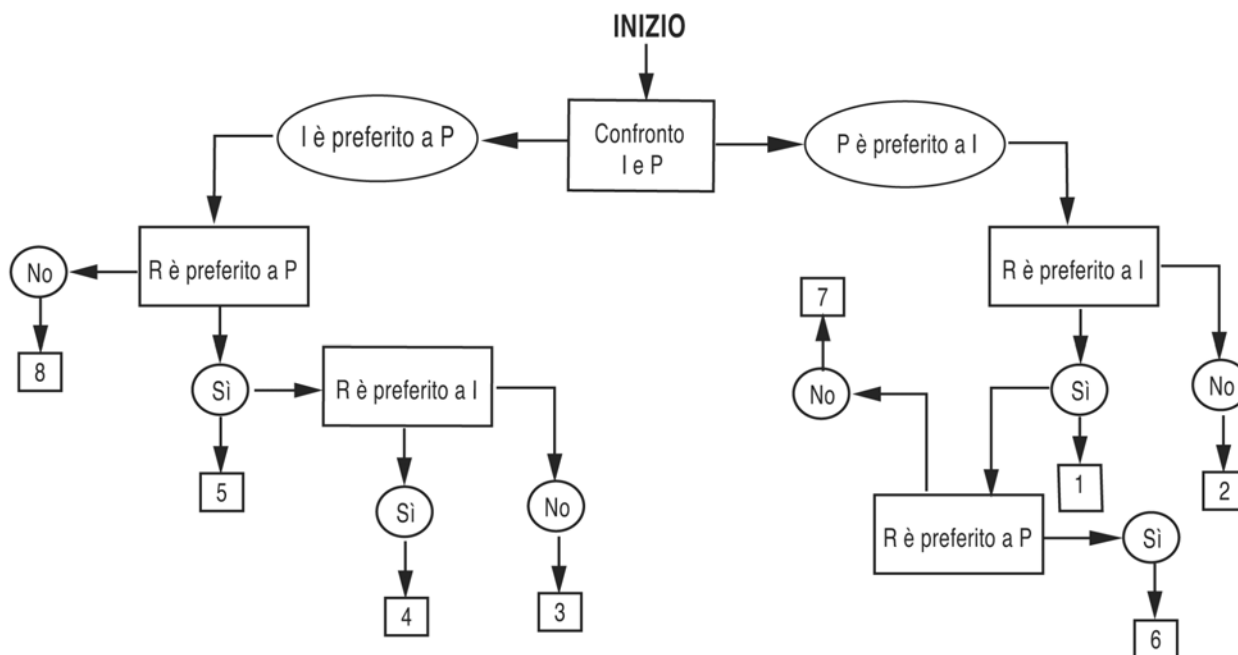 INIZIO
I è preferito a P
Confronto
I e P
P è preferito a I
No
R è preferito a P
R è preferito a I
7
8
Sì
R è preferito a I
No
Sì
No
5
Sì
No
1
2
R è preferito a P
Sì
4
3
6